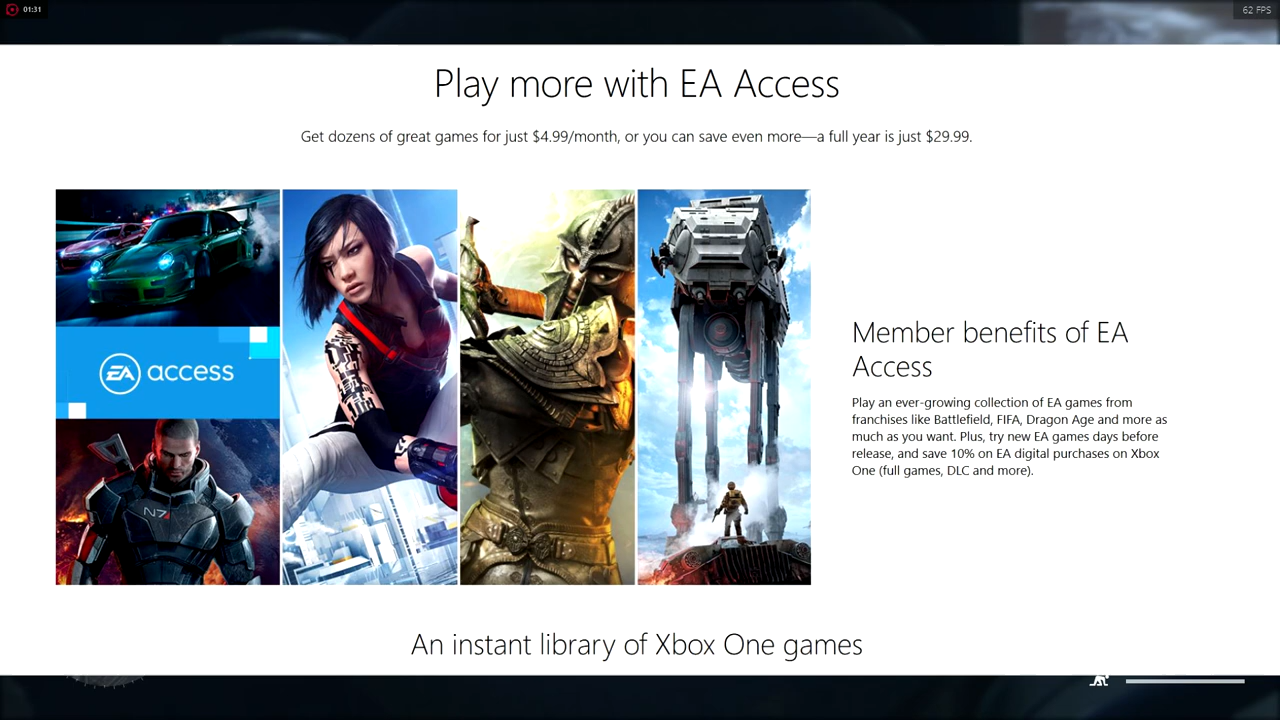 01:31
62 FPS
Play more with EA Access
Get dozens of great games for just $4.99/month, or you can save even more—a full year is just $29.99.
EA access
N7
Member benefits of EA
Access
Play an ever-growing collection of EA games from
franchises like Battlefield, FIFA, Dragon Age and more as
much as you want. Plus, try new EA games days before
release, and save 10% on EA digital purchases on Xbox
One (full games, DLC and more).
An instant library of Xbox One games